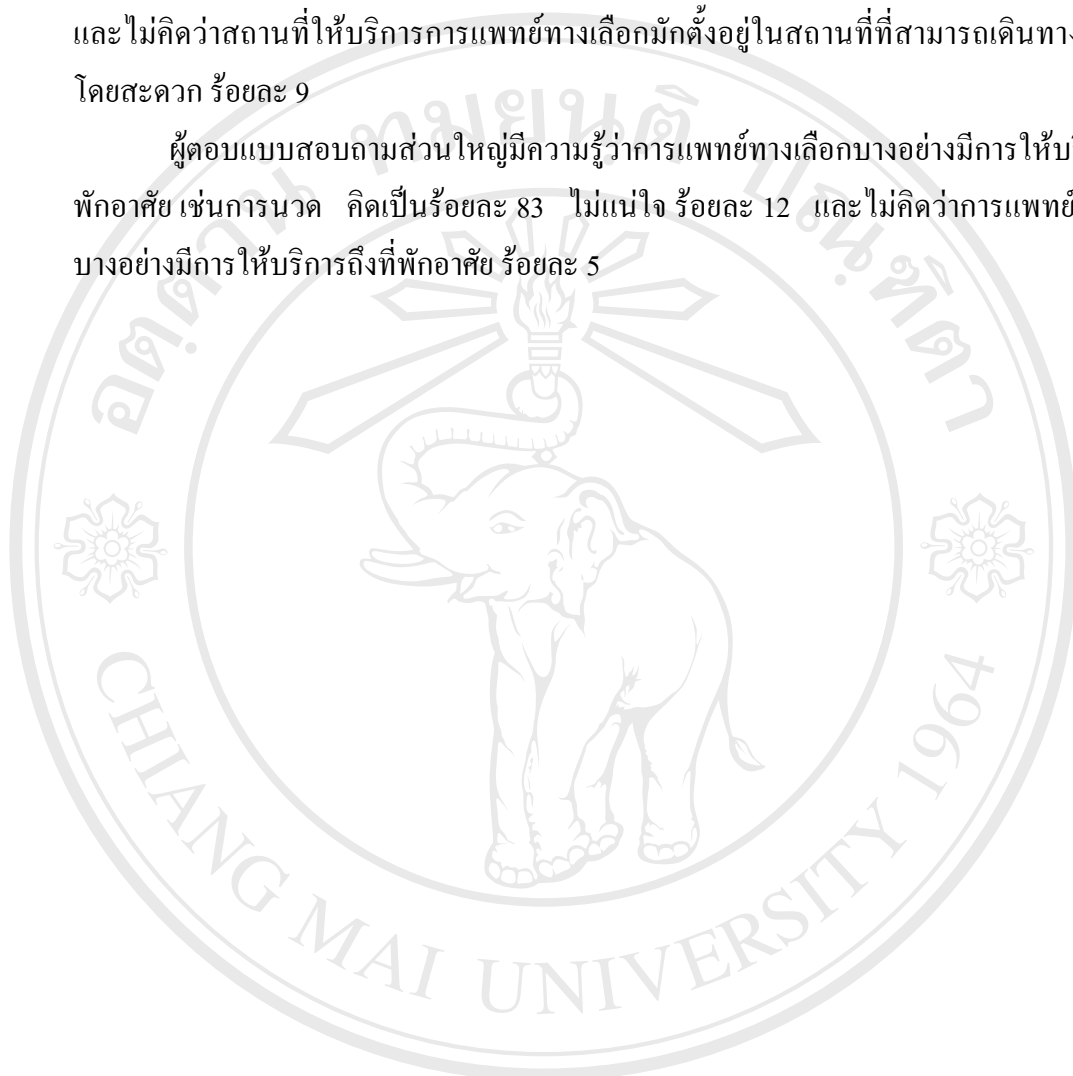 และไม่คิดว่าสถานที่ให้บริการการแพทย์ทางเลือกมักตั้งอยู่ในสถานที่ที่สามารถเดินทาง
โดยสะดวก ร้อยละ 9
ผู้ตอบแบบสอบถามส่วนใหญ่มีความรู้ว่าการแพทย์ทางเลือกบางอย่างมีการให้
พักอาศัย เช่นการนวด คิดเป็นร้อยละ 83 ไม่แน่ใจ ร้อยละ 12 และไม่คิดว่าการแพทย์
บางอย่างมีการให้บริการถึงที่พักอาศัย ร้อยละ 5
CHIANG MAI UNIVERSITY 1964